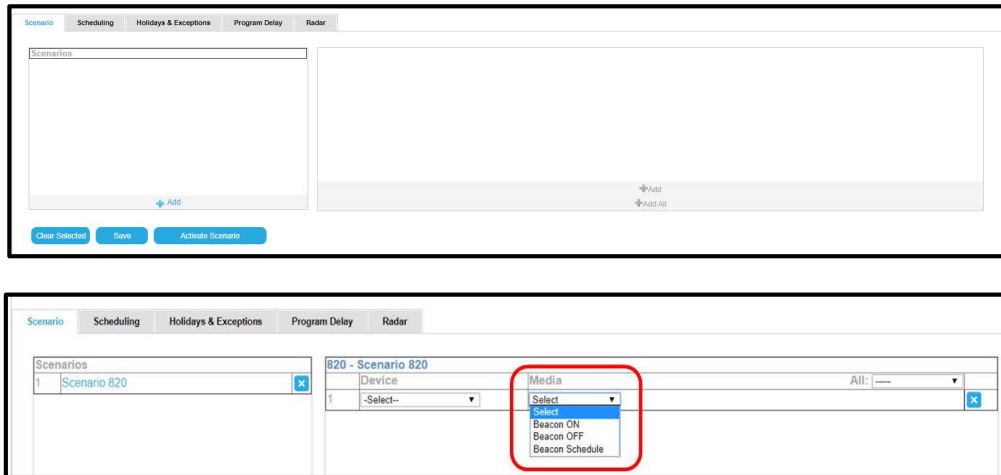 Scenario Scheduling Holidays & Exceptions Program Delay Radar
Scenarios
Add
Add
Add All
Clear Selected Save Activate Scenario
Scenario Scheduling Holidays & Exceptions Program Delay Radar
Scenarios
1 Scenario 820
820 - Scenario 820
Device Media All: -----
1 -Select-- Select
Select
Beacon ON
Beacon OFF
Beacon Schedule